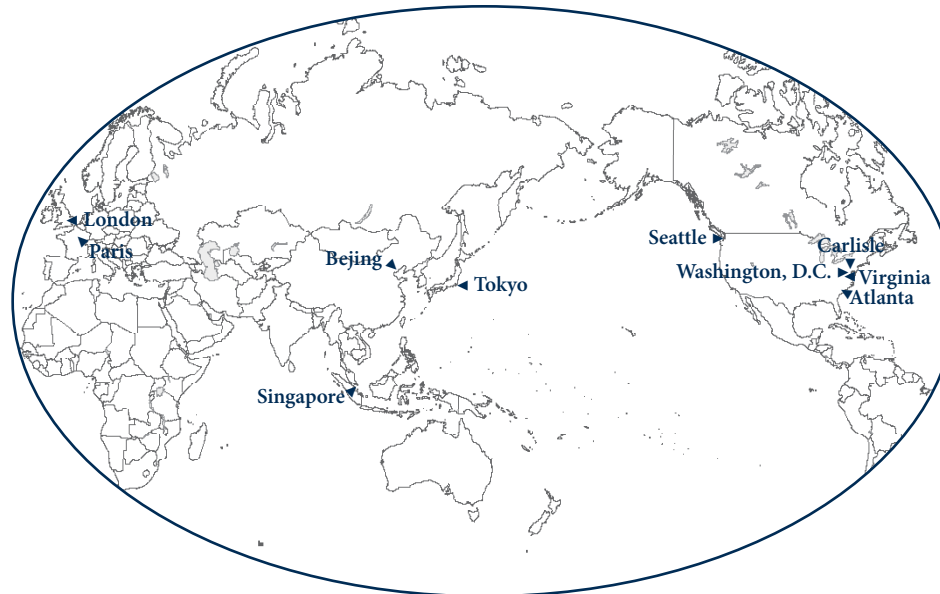 London
Paris
Seattle
Carlisle
Bejing
Washington, D.C.
Virginia
Tokyo
Atlanta
Singapore